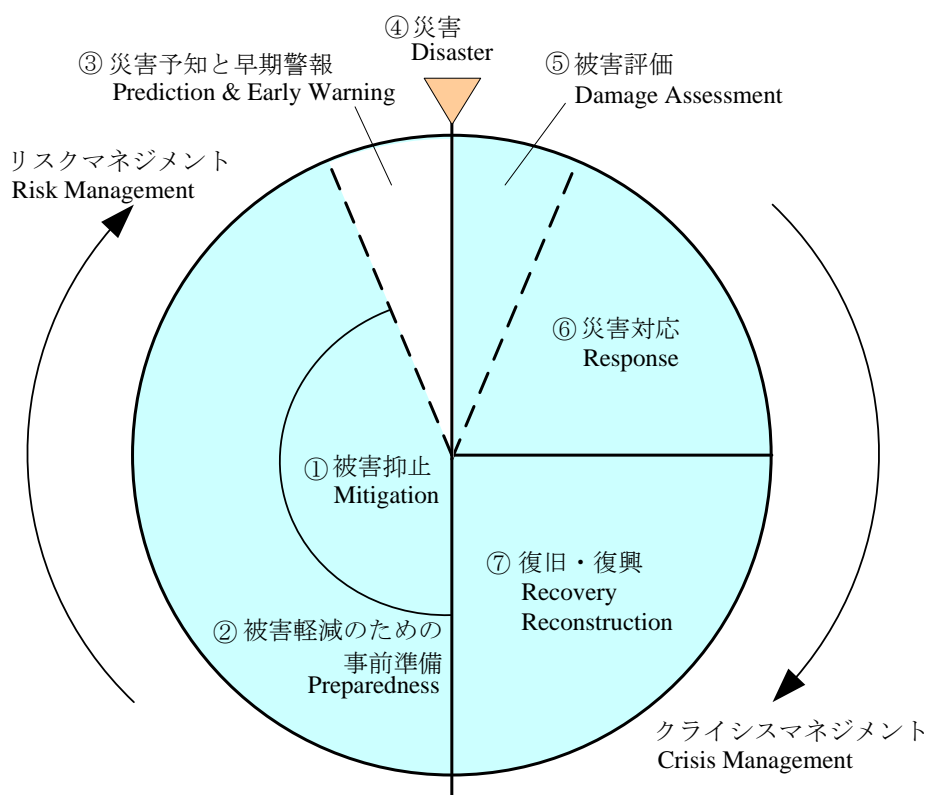 ④ 災害
Disaster
③ 災害予知と早期警報
Prediction & Early Warning
⑤ 被害評価
Damage Assessment
リスクマネジメント
Risk Management
⑥ 災害対応
Response
① 被害抑止
Mitigation
⑦ 復旧・復興
Recovery
Reconstruction
② 被害軽減のための
事前準備
Preparedness
クライシスマネジメント
Crisis Management